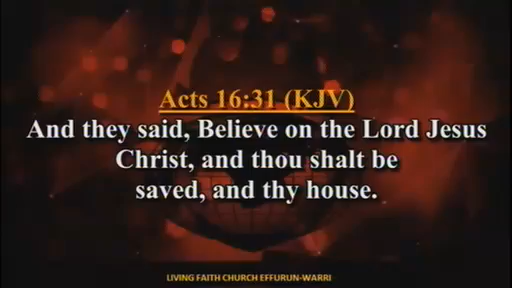 Acts 16:31 (KJV)
And they said, Believe on the Lord Jesus
Christ, and thou shalt be
saved, and thy house.
LIVING FAITH CHURCH EFFURUN-WARRI